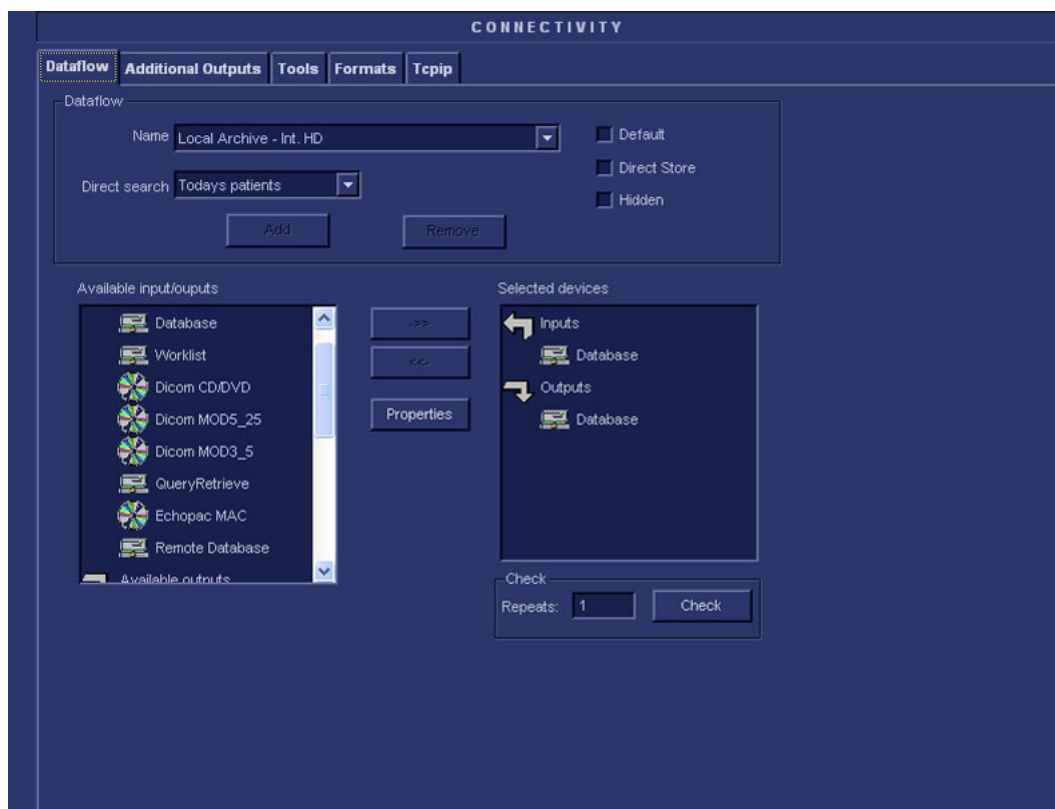 CONNECTIVITY
Dataflow Additional Outputs Tools Formats Tcpip
Dataflow
Name Local Archive - Int. HD Default
Direct Store
Direct search Todays patients
Hidden
Add Remove
Available input/ouputs Selected devices
Database ->> Inputs
Worklist <<- Database
Dicom CD/DVD Outputs
Dicom MOD5_25 Properties Database
Dicom MOD3_5
QueryRetrieve
Echopac MAC
Remote Database
Available outputs
Check
Repeats: 1 Check